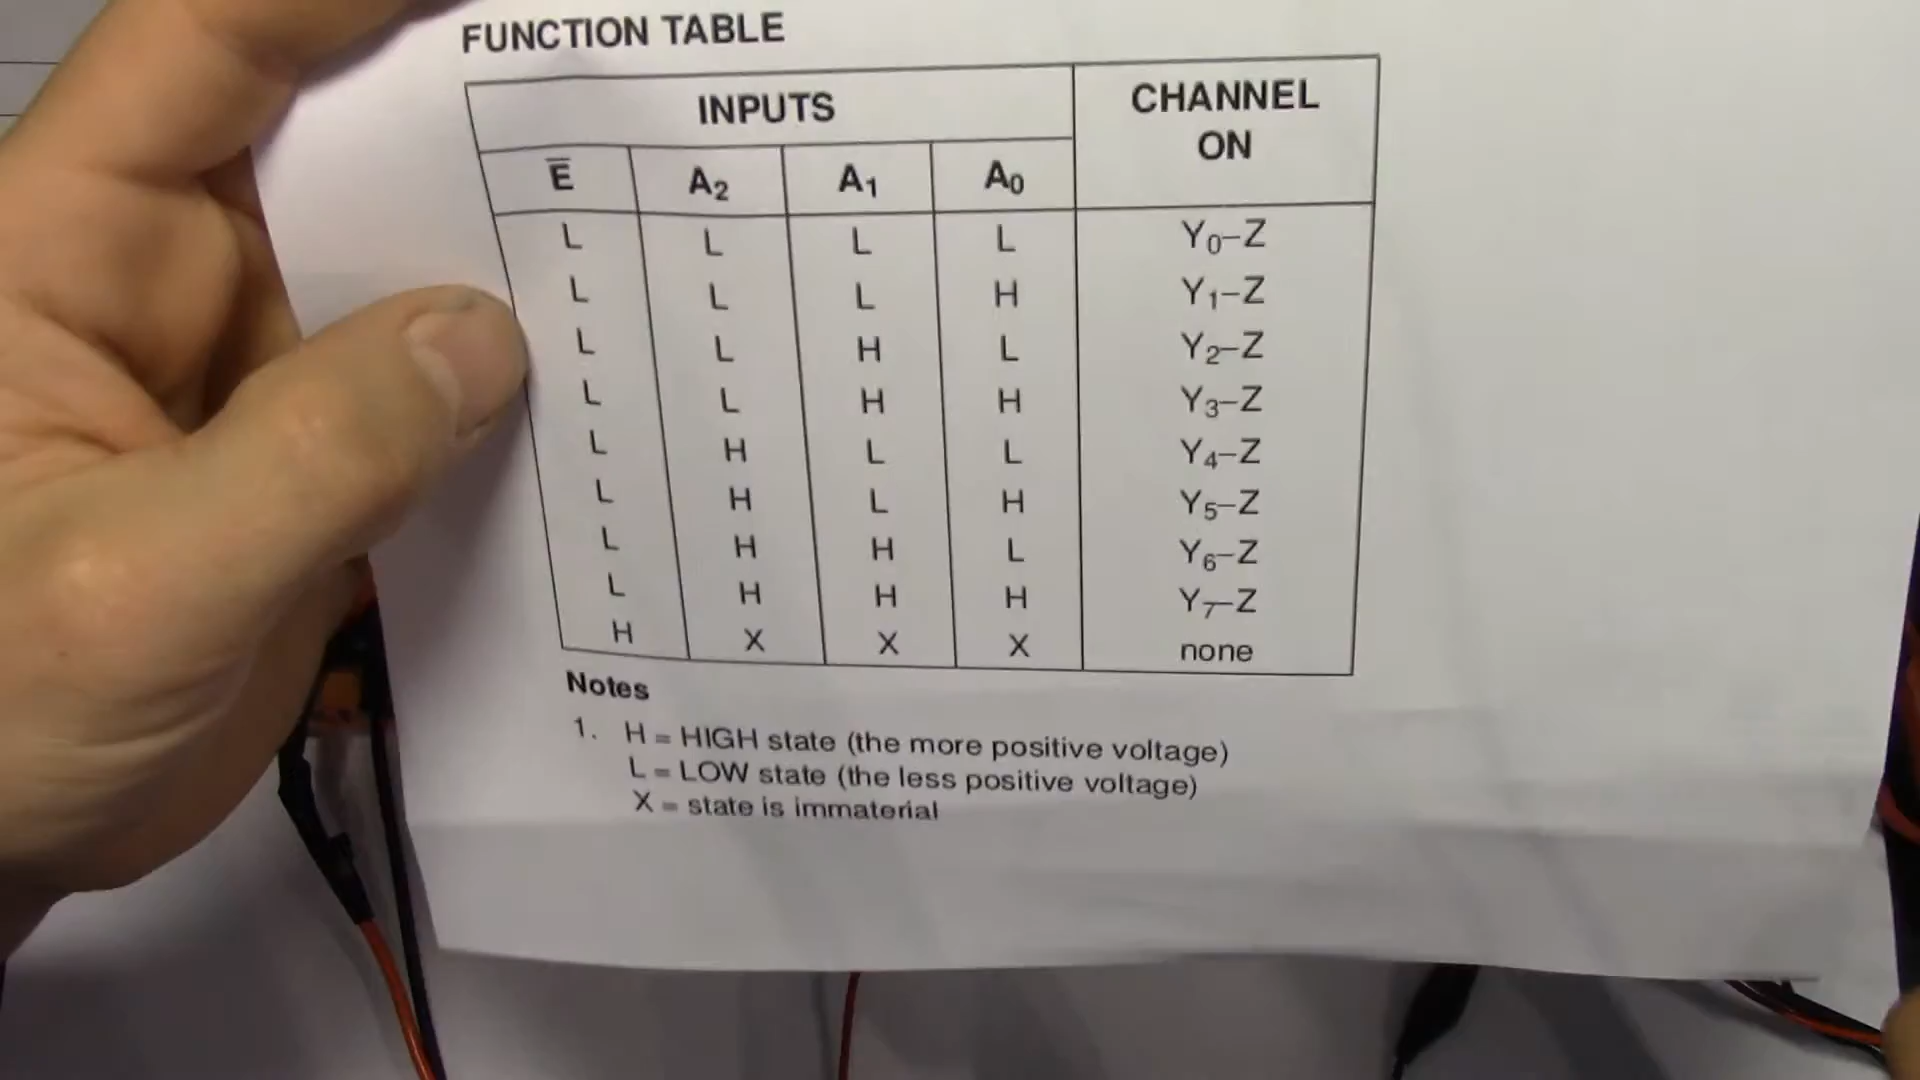 FUNCTION TABLE
INPUTS CHANNEL ON
E̅ A₂ A₁ A₀
L L L L Y₀–Z
L L L H Y₁–Z
L L H L Y₂–Z
L L H H Y₃–Z
L H L L Y₄–Z
L H L H Y₅–Z
L H H L Y₆–Z
L H H H Y₇–Z
H X X X none
Notes
1. H = HIGH state (the more positive voltage)
L = LOW state (the less positive voltage)
X = state is immaterial